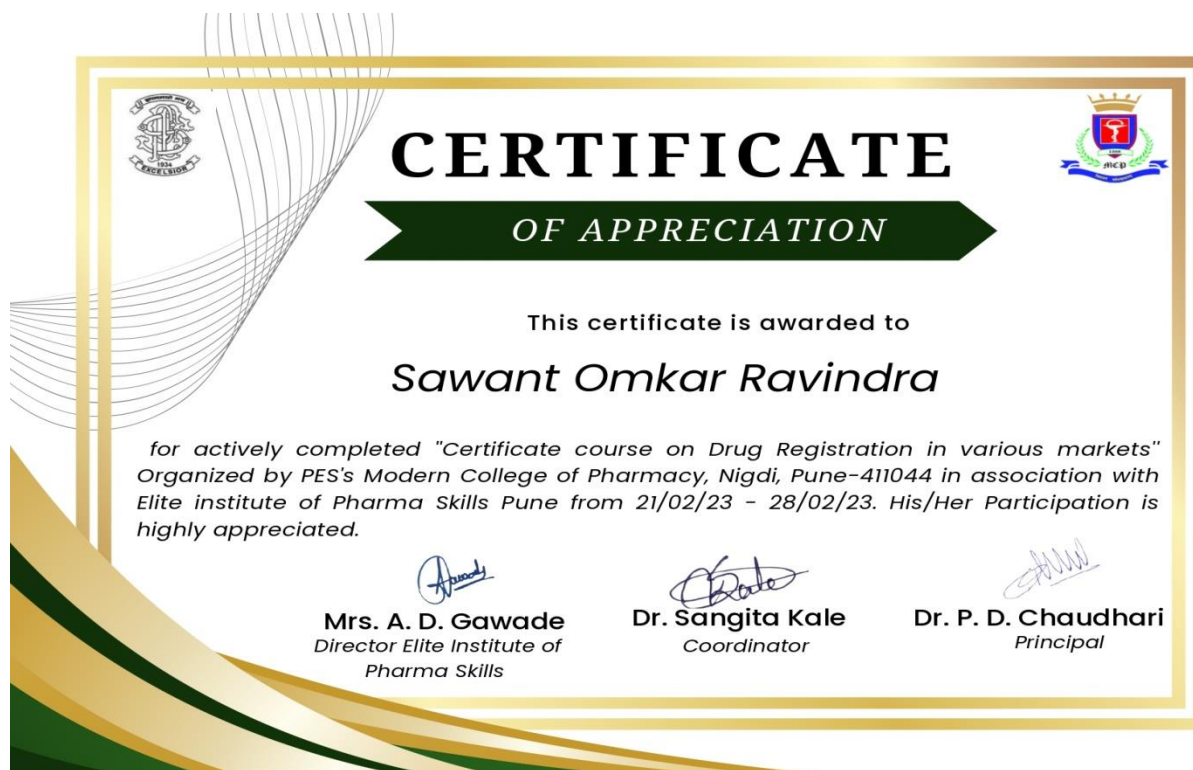 1934
EXCELSIOR
MCP
CERTIFICATE
OF APPRECIATION
This certificate is awarded to
Sawant Omkar Ravindra
for actively completed "Certificate course on Drug Registration in various markets"
Organized by PES's Modern College of Pharmacy, Nigdi, Pune-411044 in association with
Elite institute of Pharma Skills Pune from 21/02/23 - 28/02/23. His/Her Participation is
highly appreciated.
Mrs. A. D. Gawade
Director Elite Institute of
Pharma Skills
Dr. Sangita Kale
Coordinator
Dr. P. D. Chaudhari
Principal